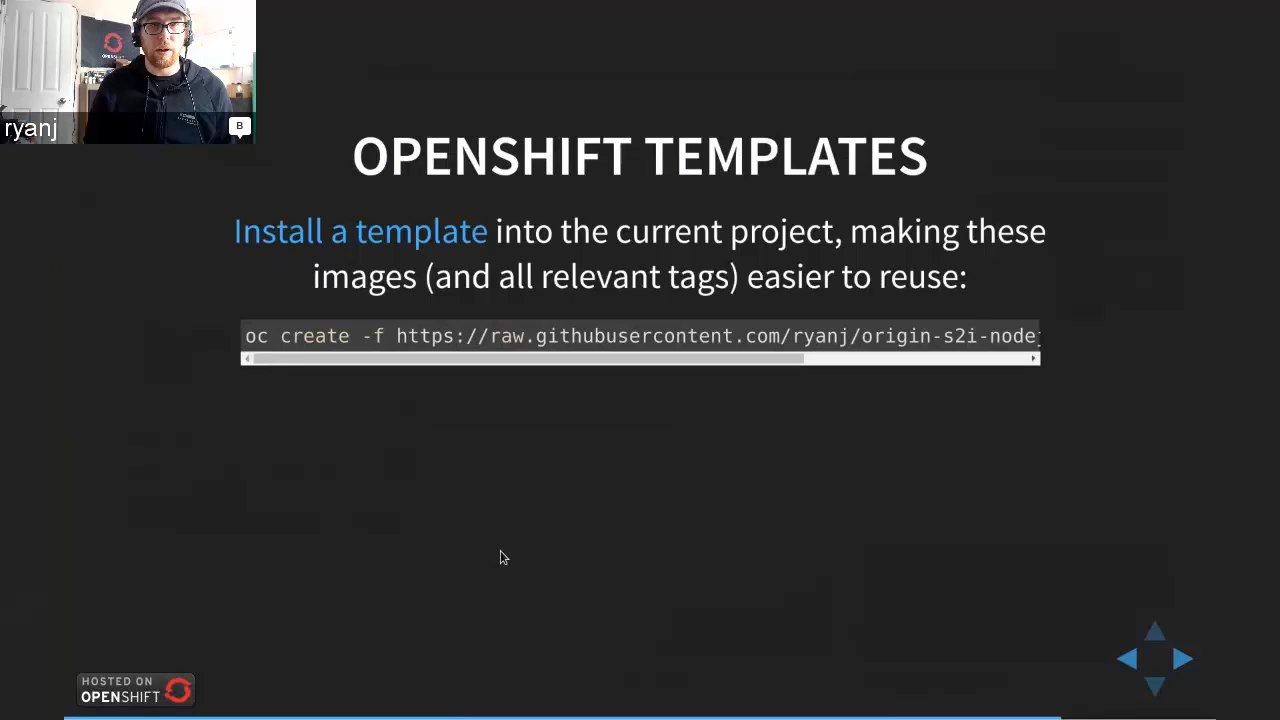 OPENSHIFT
ryanj
B
OPENSHIFT TEMPLATES
Install a template into the current project, making these
images (and all relevant tags) easier to reuse:
oc create -f https://raw.githubusercontent.com/ryanj/origin-s2i-node
HOSTED ON
OPENSHIFT